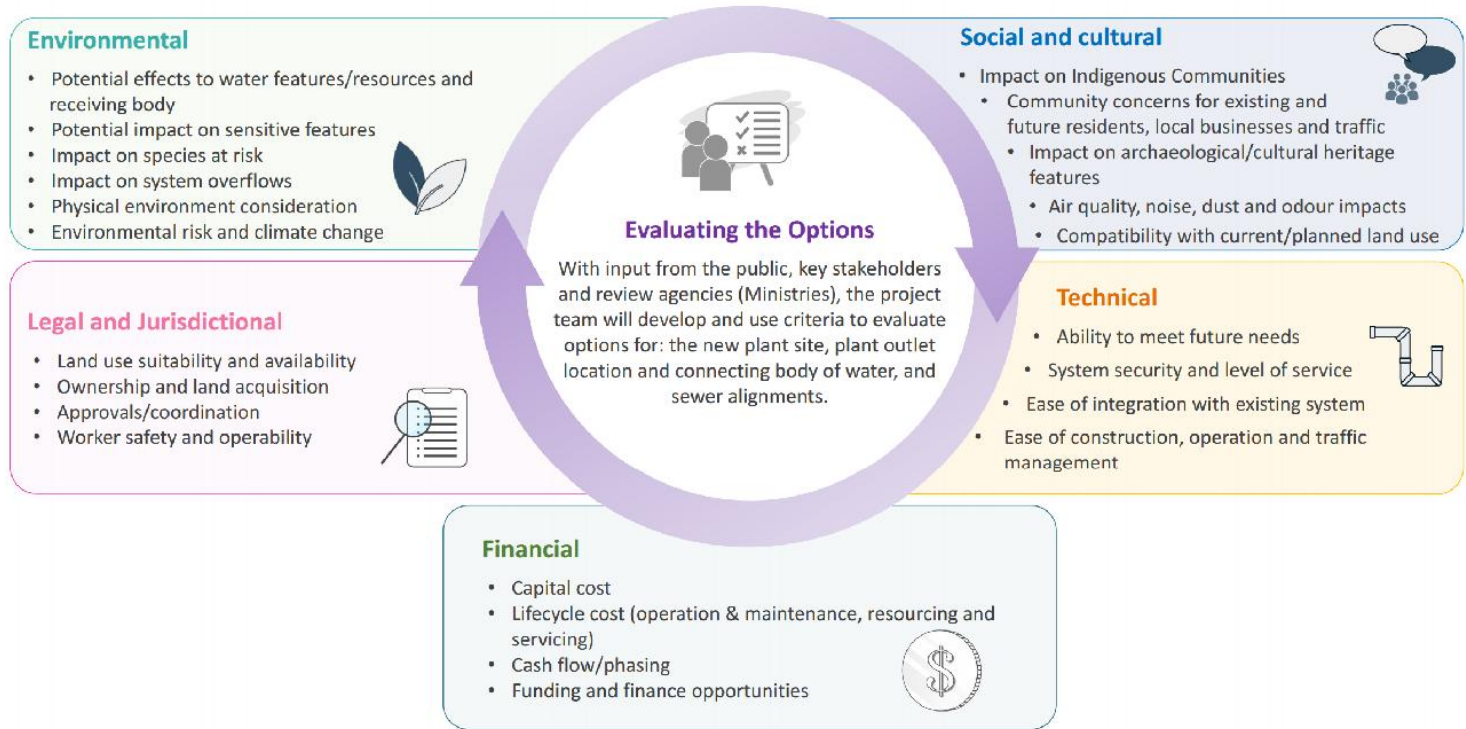 Environmental
• Potential effects to water features/resources and
receiving body
• Potential impact on sensitive features
• Impact on species at risk
• Impact on system overflows
• Physical environment consideration
• Environmental risk and climate change
Social and cultural
• Impact on Indigenous Communities
• Community concerns for existing and
future residents, local businesses and traffic
• Impact on archaeological/cultural heritage
features
• Air quality, noise, dust and odour impacts
• Compatibility with current/planned land use
Evaluating the Options
With input from the public, key stakeholders
and review agencies (Ministries), the project
team will develop and use criteria to evaluate
options for: the new plant site, plant outlet
location and connecting body of water, and
sewer alignments.
Legal and Jurisdictional
• Land use suitability and availability
• Ownership and land acquisition
• Approvals/coordination
• Worker safety and operability
Technical
• Ability to meet future needs
• System security and level of service
• Ease of integration with existing system
• Ease of construction, operation and traffic
management
Financial
• Capital cost
• Lifecycle cost (operation & maintenance, resourcing and
servicing)
• Cash flow/phasing
• Funding and finance opportunities
$